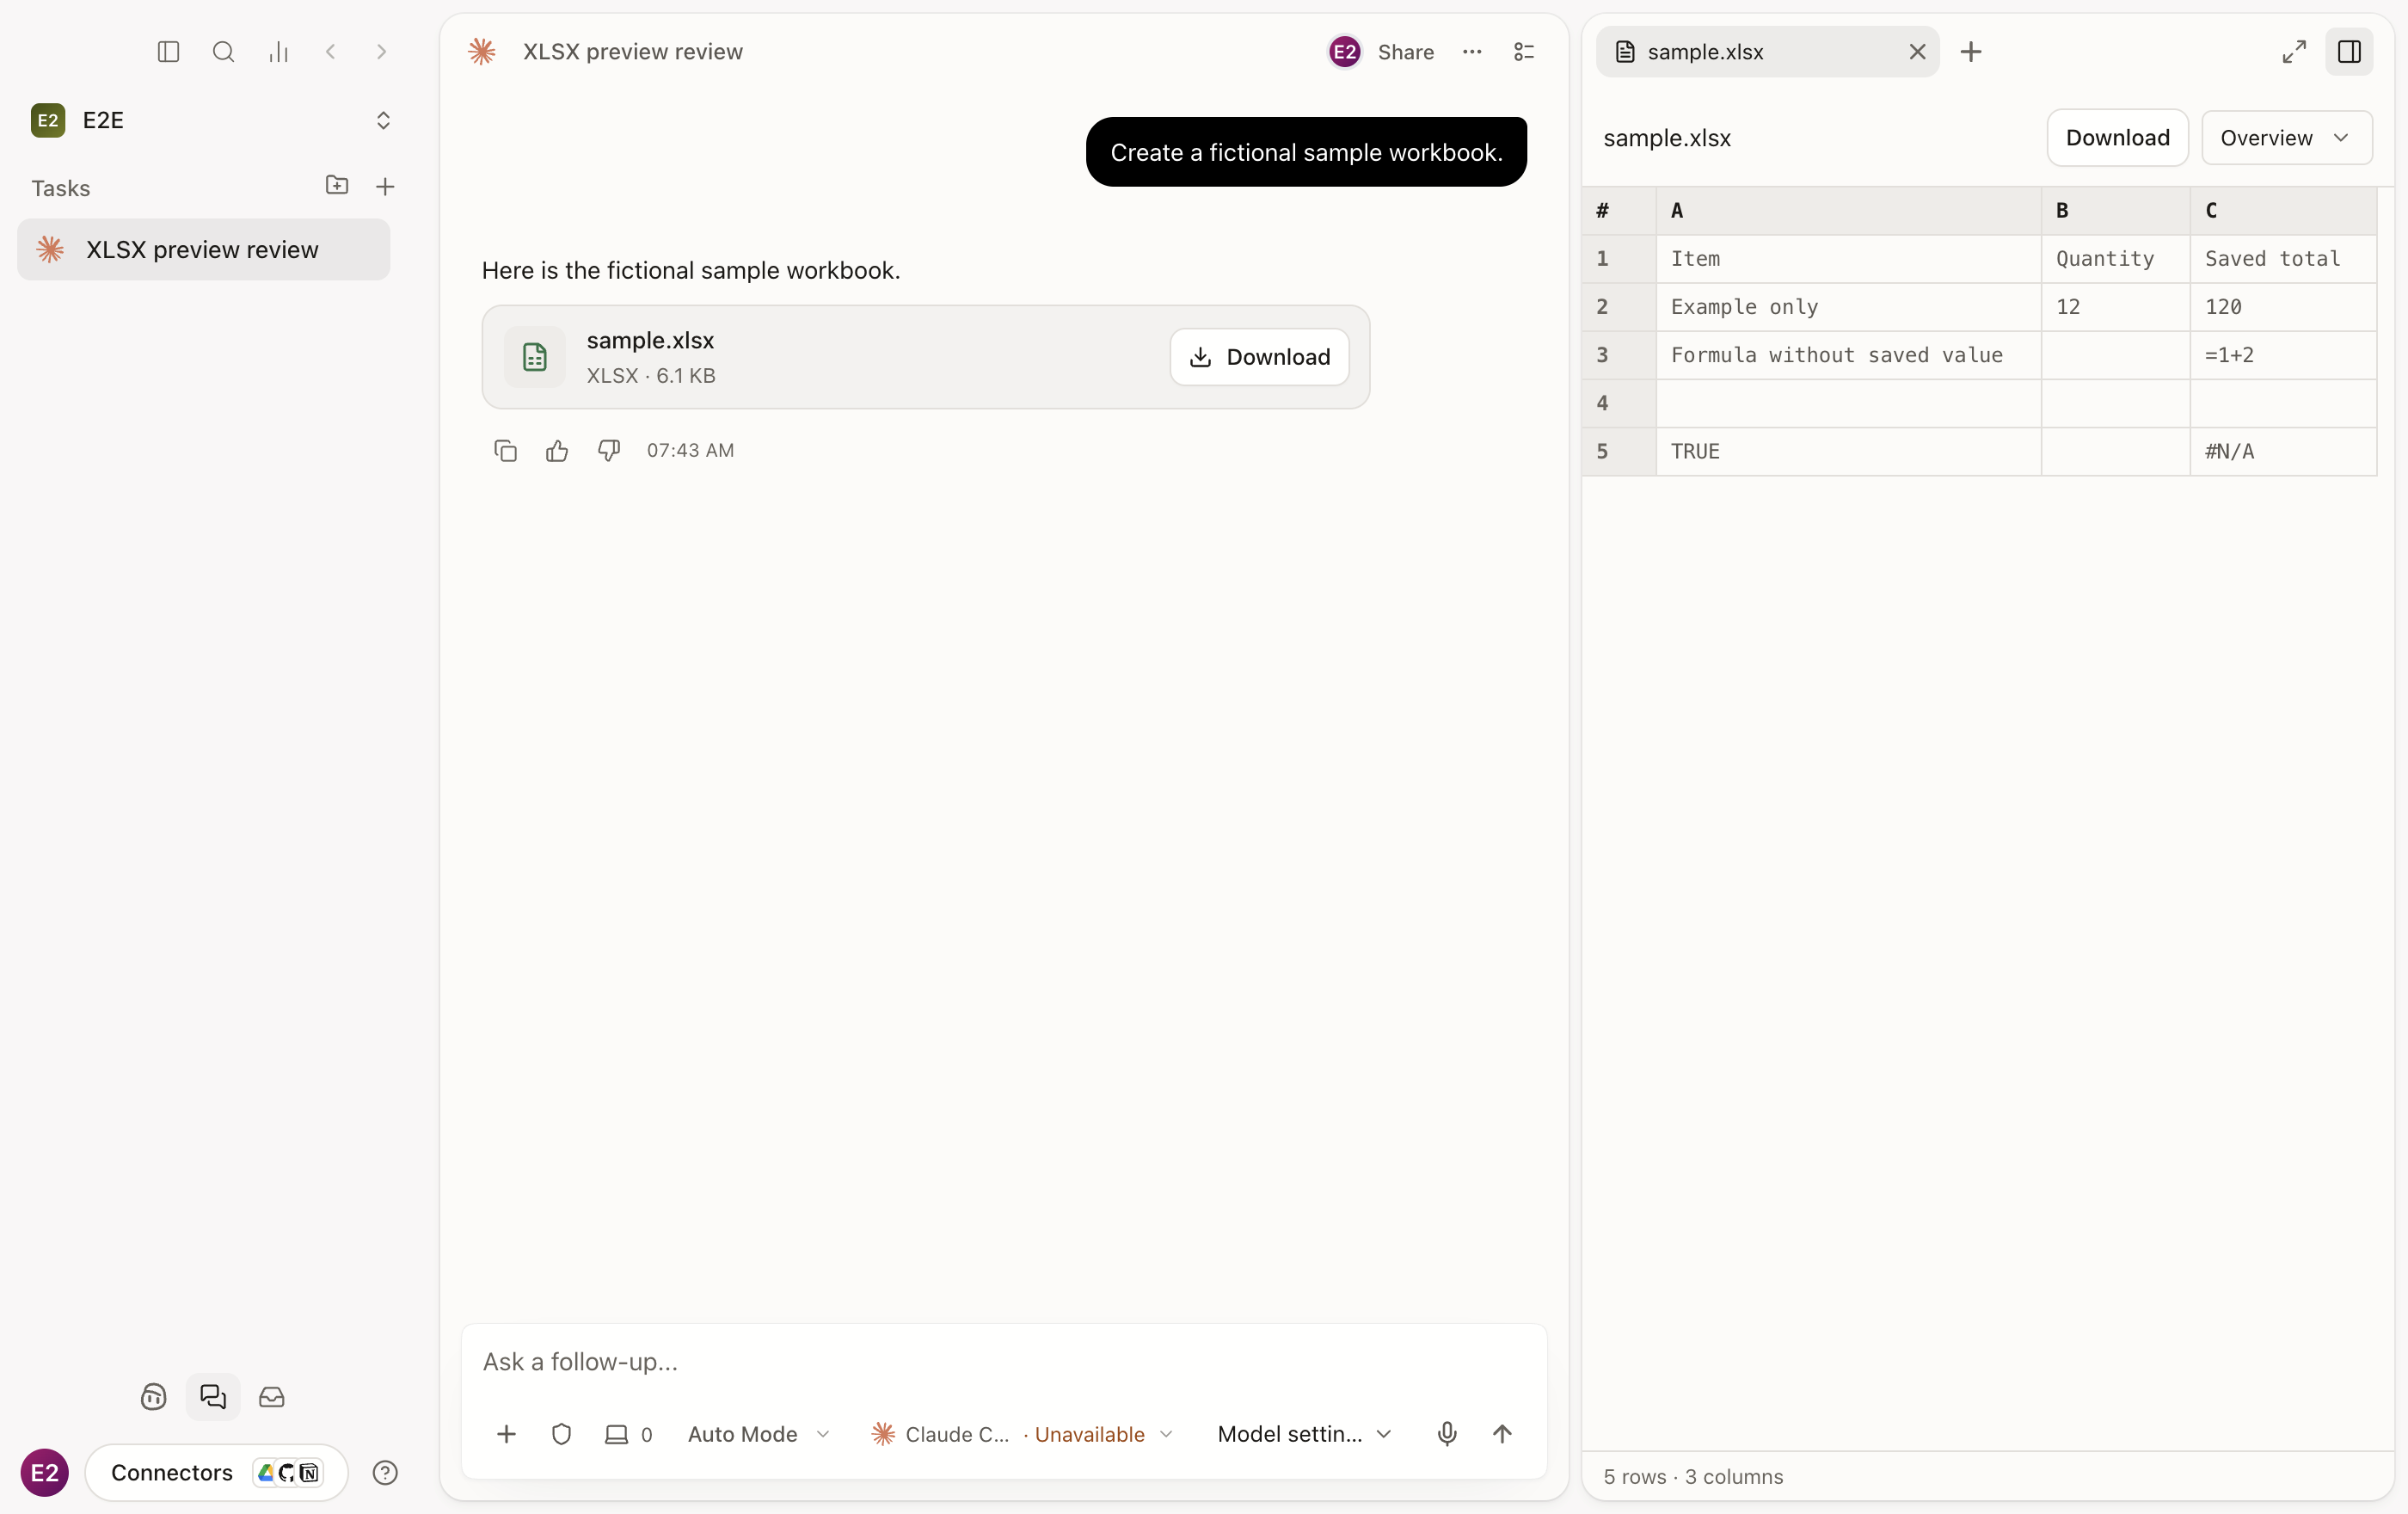 E2 E2E
Tasks
XLSX preview review
E2 Connectors
XLSX preview review
E2 Share
Create a fictional sample workbook.
Here is the fictional sample workbook.
sample.xlsx
XLSX · 6.1 KB
Download
07:43 AM
Ask a follow-up...
0 Auto Mode Claude C... · Unavailable Model settin...
sample.xlsx
sample.xlsx Download Overview
# A B C
1 Item Quantity Saved total
2 Example only 12 120
3 Formula without saved value =1+2
4
5 TRUE #N/A
5 rows · 3 columns